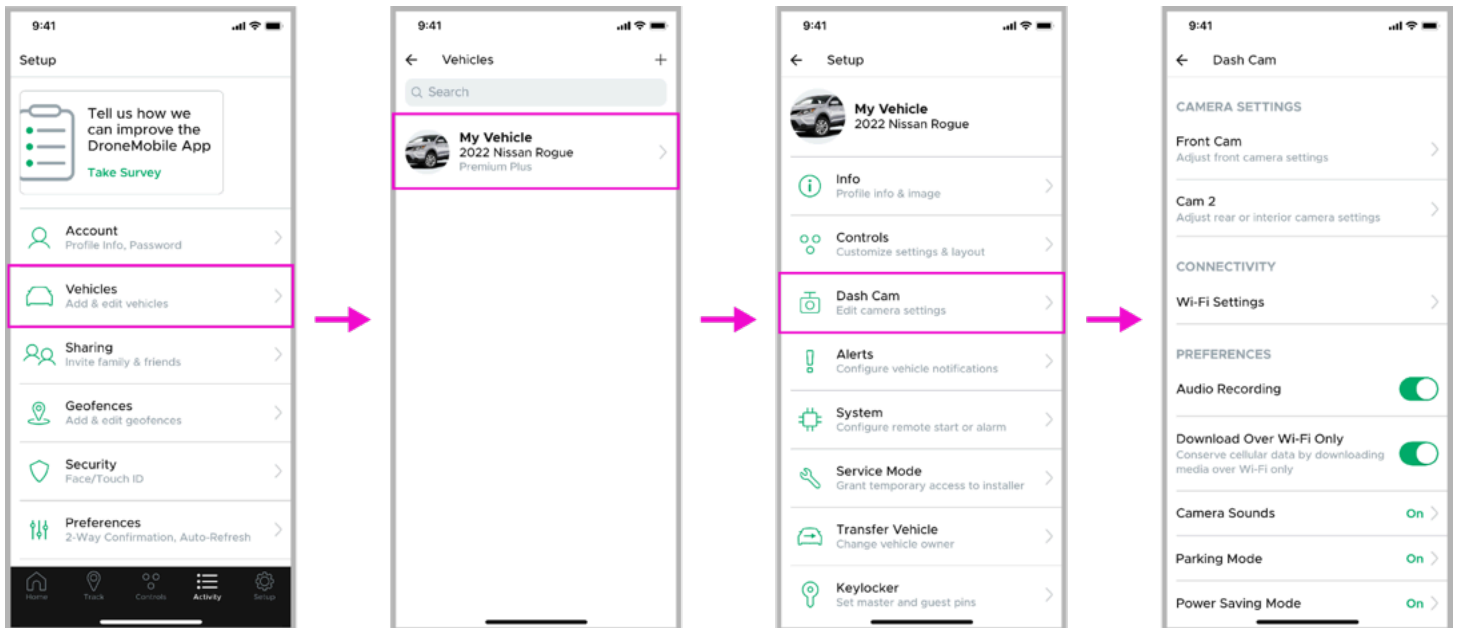 9:41
Setup
Tell us how we
can improve the
DroneMobile App
Take Survey
Account
Profile Info, Password
Vehicles
Add & edit vehicles
Sharing
Invite family & friends
Geofences
Add & edit geofences
Security
Face/Touch ID
Preferences
2-Way Confirmation, Auto-Refresh
Home
Track
Controls
Activity
Setup
9:41
Vehicles
Search
My Vehicle
2022 Nissan Rogue
Premium Plus
9:41
Setup
My Vehicle
2022 Nissan Rogue
Info
Profile info & image
Controls
Customize settings & layout
Dash Cam
Edit camera settings
Alerts
Configure vehicle notifications
System
Configure remote start or alarm
Service Mode
Grant temporary access to installer
Transfer Vehicle
Change vehicle owner
Keylocker
Set master and guest pins
9:41
Dash Cam
CAMERA SETTINGS
Front Cam
Adjust front camera settings
Cam 2
Adjust rear or interior camera settings
CONNECTIVITY
Wi-Fi Settings
PREFERENCES
Audio Recording
Download Over Wi-Fi Only
Conserve cellular data by downloading
media over Wi-Fi only
Camera Sounds On
Parking Mode On
Power Saving Mode On